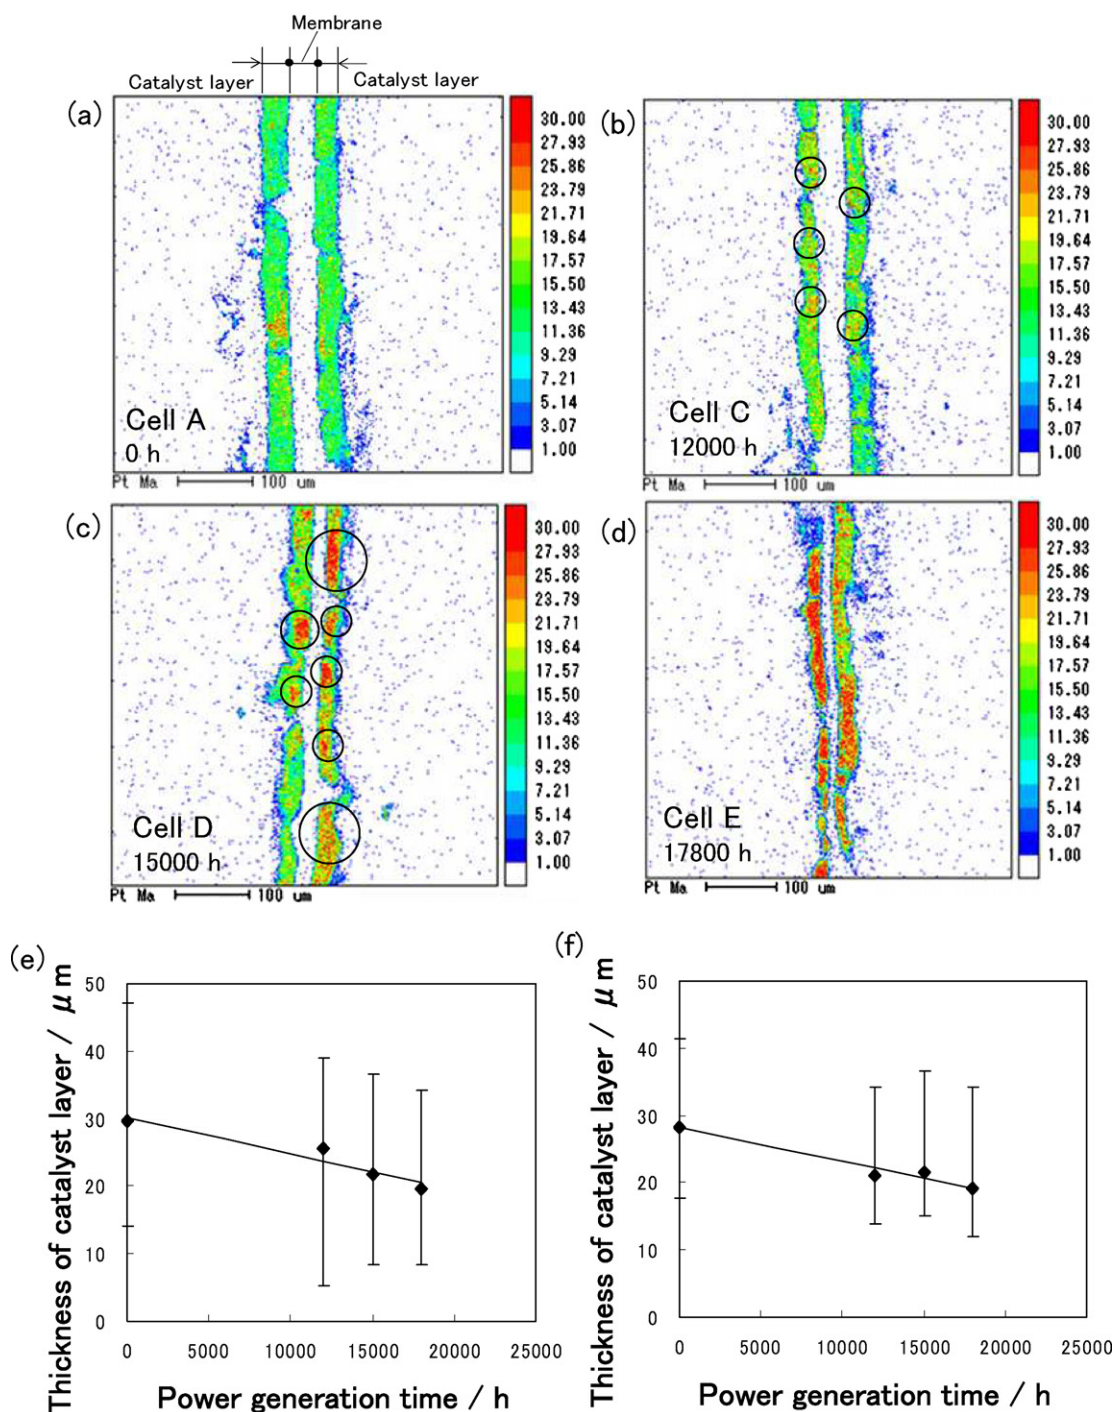 Membrane
Catalyst layer
Catalyst layer
(a)
30.00
27.93
25.86
23.79
21.71
19.64
17.57
15.50
13.43
11.36
9.29
7.21
5.14
3.07
1.00
Cell A
0 h
Pt Ma
100 um
(b)
30.00
27.93
25.86
23.79
21.71
19.64
17.57
15.50
13.43
11.36
9.29
7.21
5.14
3.07
1.00
Cell C
12000 h
Pt Ma
100 um
(c)
30.00
27.93
25.86
23.79
21.71
19.64
17.57
15.50
13.43
11.36
9.29
7.21
5.14
3.07
1.00
Cell D
15000 h
Pt Ma
100 um
(d)
30.00
27.93
25.86
23.79
21.71
19.64
17.57
15.50
13.43
11.36
9.29
7.21
5.14
3.07
1.00
Cell E
17800 h
Pt Ma
100 um
(e)
Thickness of catalyst layer / μm
50
40
30
20
10
0
0 5000 10000 15000 20000 25000
Power generation time / h
(f)
Thickness of catalyst layer / μm
50
40
30
20
10
0
0 5000 10000 15000 20000 25000
Power generation time / h